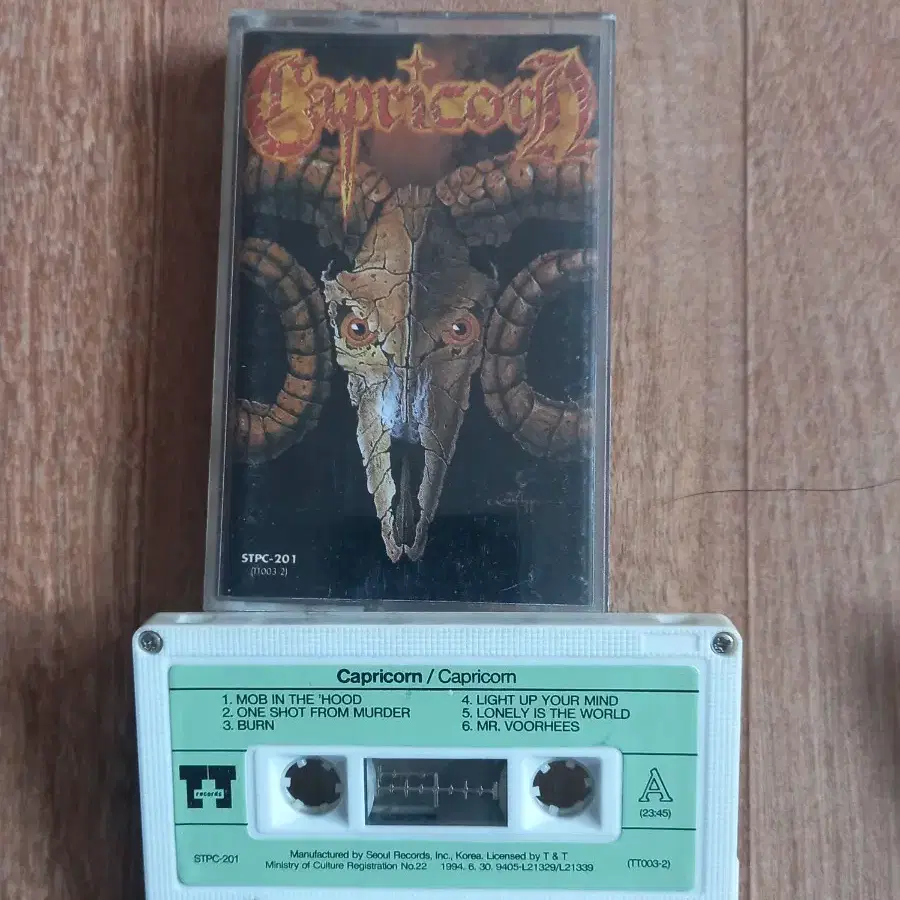 Capricorn
STPC-201
(TT003-2)
Capricorn / Capricorn
1. MOB IN THE 'HOOD
2. ONE SHOT FROM MURDER
3. BURN
4. LIGHT UP YOUR MIND
5. LONELY IS THE WORLD
6. MR. VOORHEES
TT
records
A
(23:45)
STPC-201
Manufactured by Seoul Records, Inc., Korea. Licensed by T & T
Ministry of Culture Registration No.22 1994. 6. 30. 9405-L21329/L21339
(TT003-2)